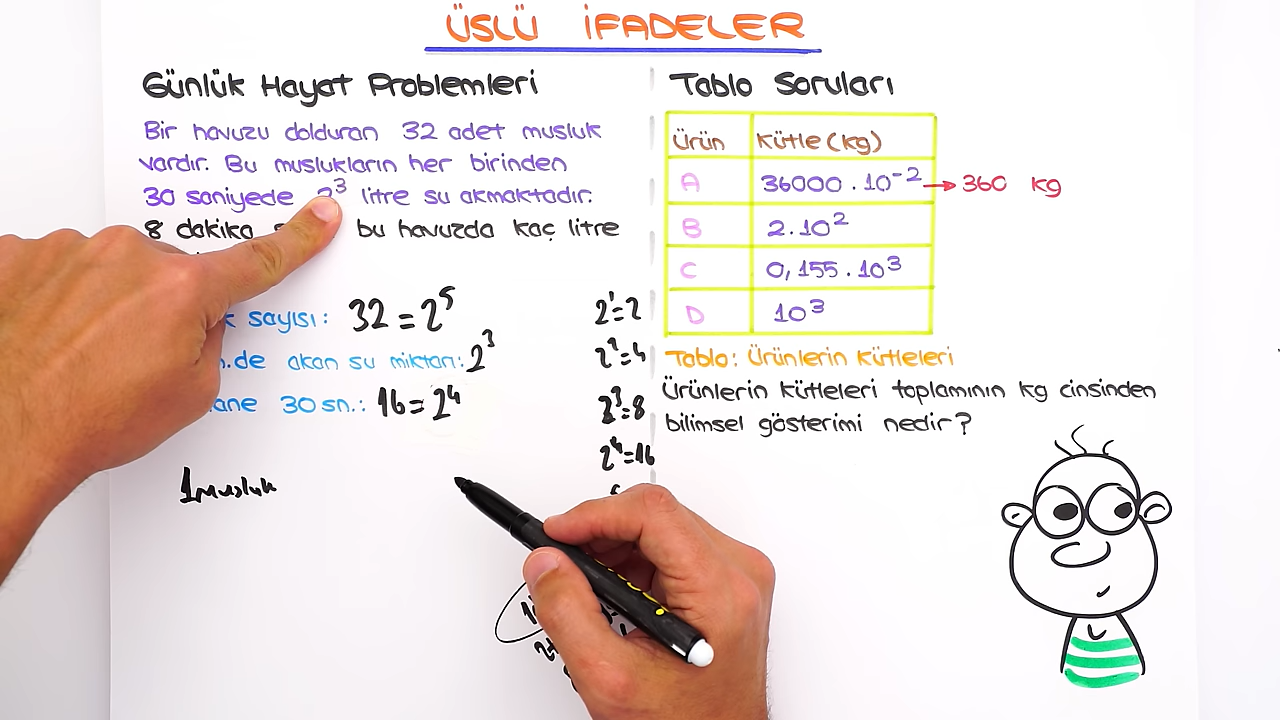 ÜSLÜ İFADELER
Günlük Hayat Problemleri
Bir havuzu dolduran 32 adet musluk
vardır. Bu muslukların her birinden
30 saniyede 2³ litre su akmaktadır.
8 dakika bu havuzda kaç litre
sayısı: 32 = 2⁵
de akan su miktarı: 2³
ane 30 sn.: 16 = 2⁴
1 musluk
2¹=2
2²=4
2³=8
2⁴=16
Tablo Soruları
Ürün Kütle (kg)
A 36000 . 10⁻² → 360 kg
B 2 . 10²
C 0,155 . 10³
D 10³
Tablo: Ürünlerin Kütleleri
Ürünlerin kütleleri toplamının kg cinsinden
bilimsel gösterimi nedir?